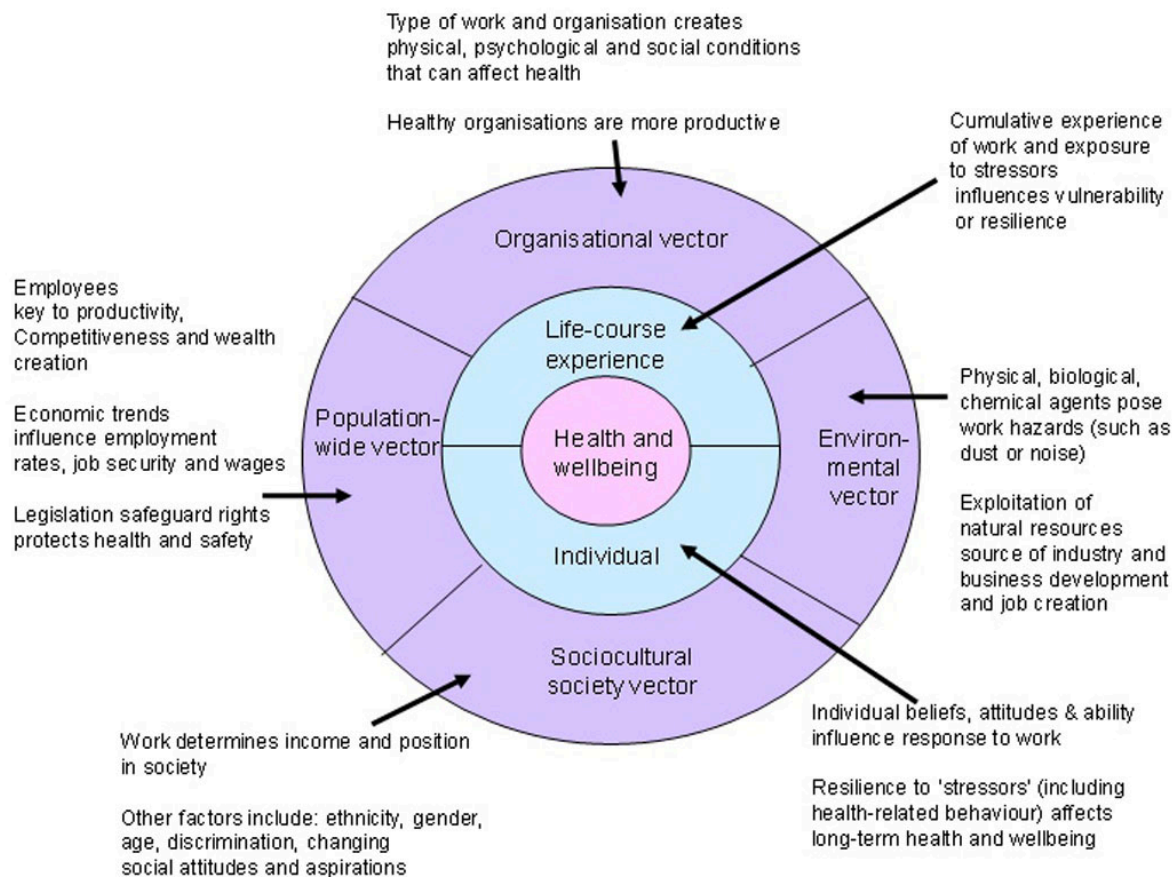 Type of work and organisation creates
physical, psychological and social conditions
that can affect health
Healthy organisations are more productive
Cumulative experience
of work and exposure
to stressors
influences vulnerability
or resilience
Organisational vector
Employees
key to productivity,
Competitiveness and wealth
creation
Economic trends
influence employment
rates, job security and wages
Legislation safeguard rights
protects health and safety
Life-course
experience
Population-
wide vector
Health and
wellbeing
Environ-
mental
vector
Physical, biological,
chemical agents pose
work hazards (such as
dust or noise)
Exploitation of
natural resources
source of industry and
business development
and job creation
Individual
Sociocultural
society vector
Work determines income and position
in society
Other factors include: ethnicity, gender,
age, discrimination, changing
social attitudes and aspirations
Individual beliefs, attitudes & ability
influence response to work
Resilience to 'stressors' (including
health-related behaviour) affects
long-term health and wellbeing